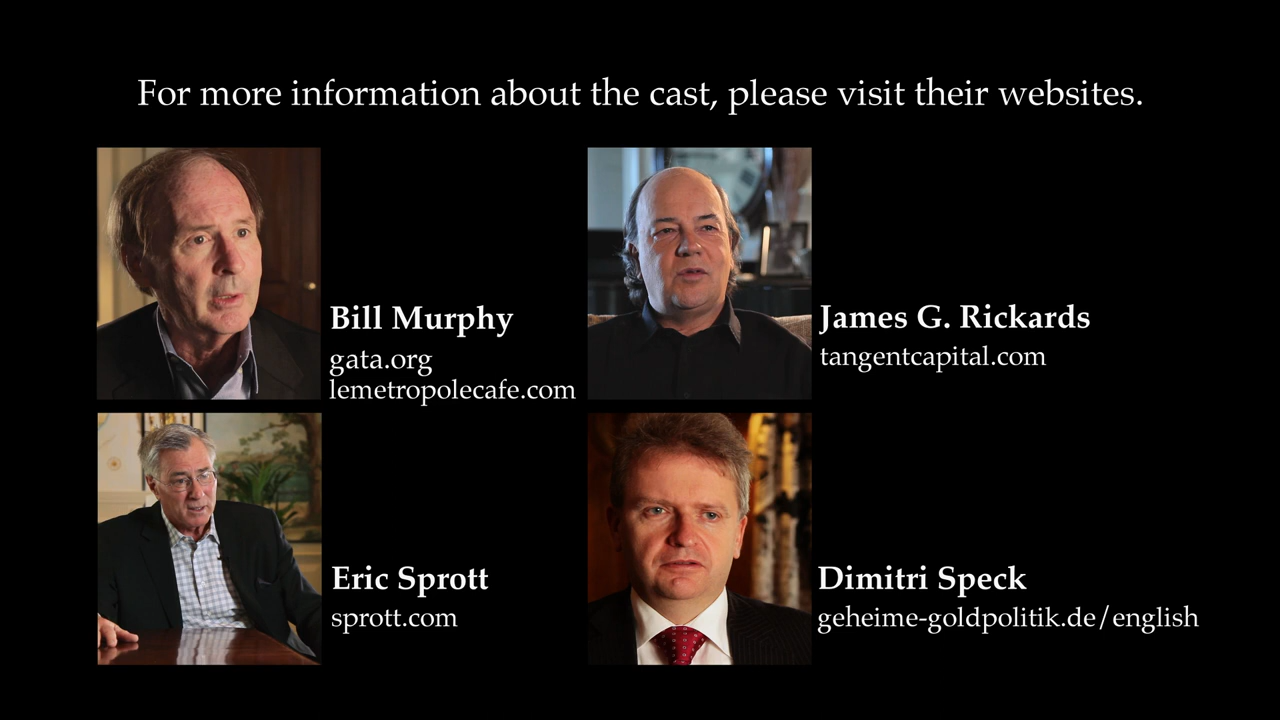 For more information about the cast, please visit their websites.
Bill Murphy
gata.org
lemetropolecafe.com
James G. Rickards
tangentcapital.com
Eric Sprott
sprott.com
Dimitri Speck
geheime-goldpolitik.de/english